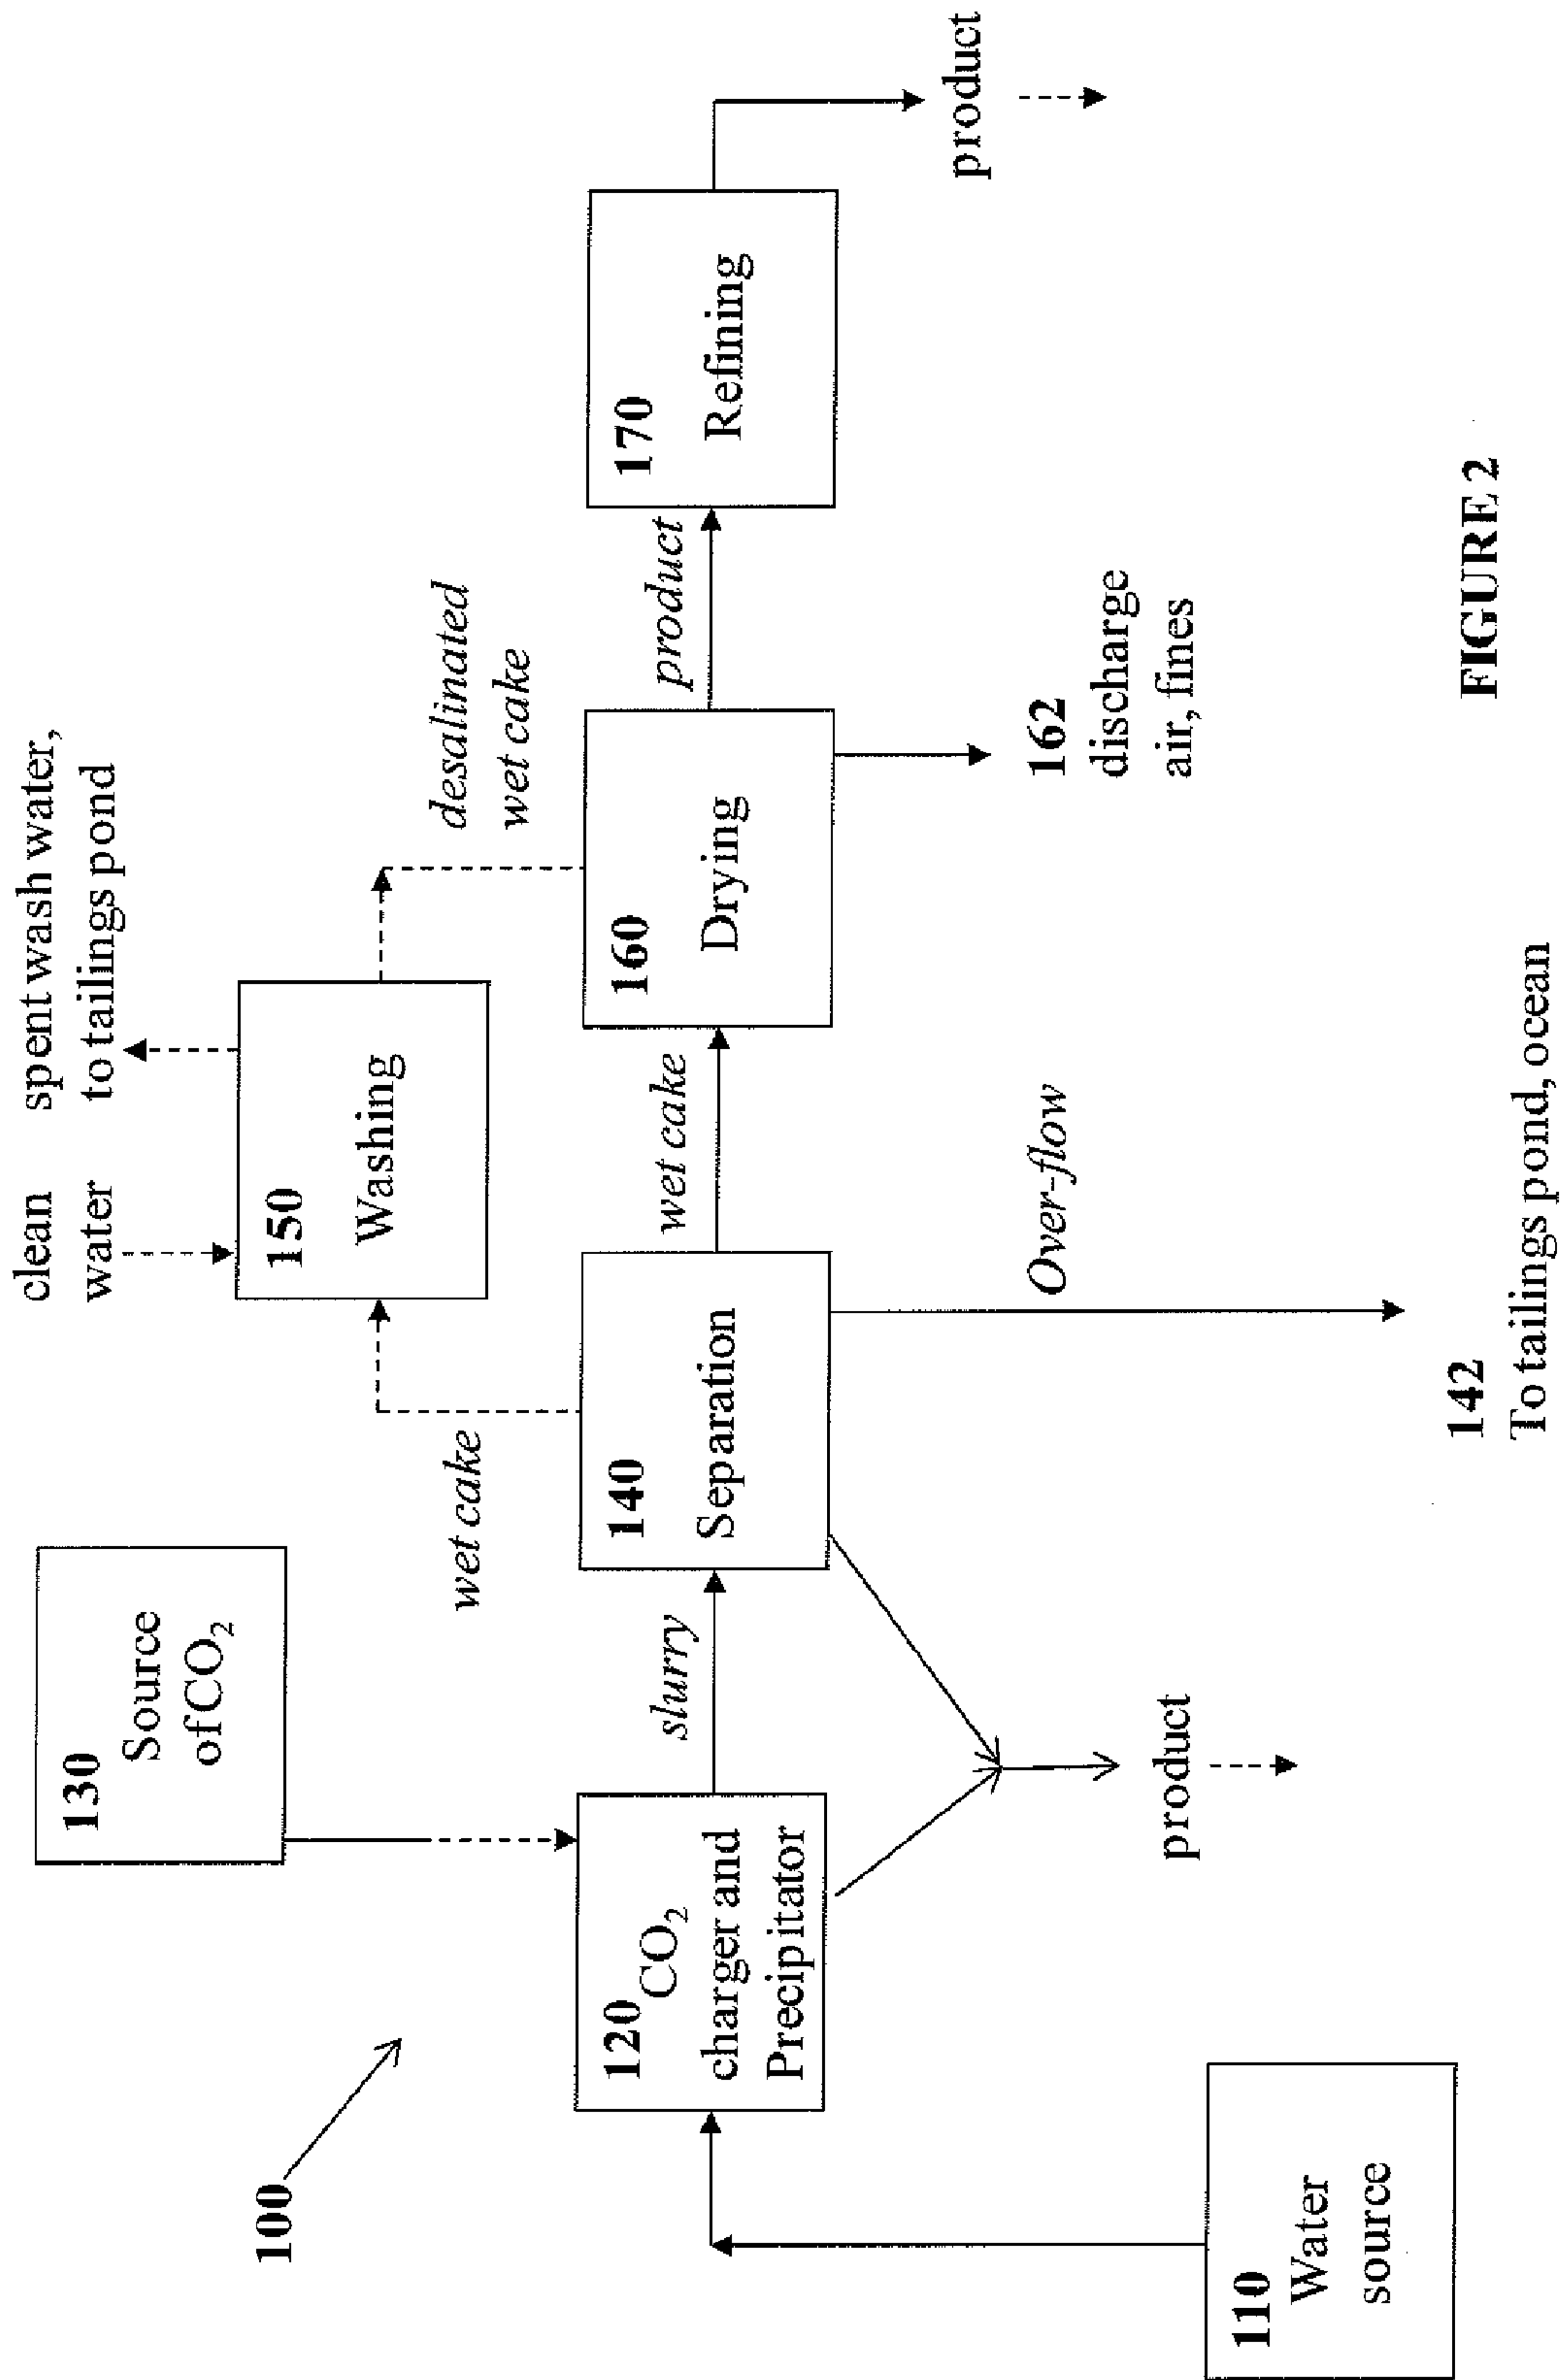 100
130
Source
of CO2
clean
water
spent wash water,
to tailings pond
150
Washing
wet cake
desalinated
wet cake
110
Water
source
120
CO2
charger and
Precipitator
slurry
140
Separation
wet cake
160
Drying
product
170
Refining
product
product
Over-flow
142
To tailings pond, ocean
162
discharge
air, fines
FIGURE 2